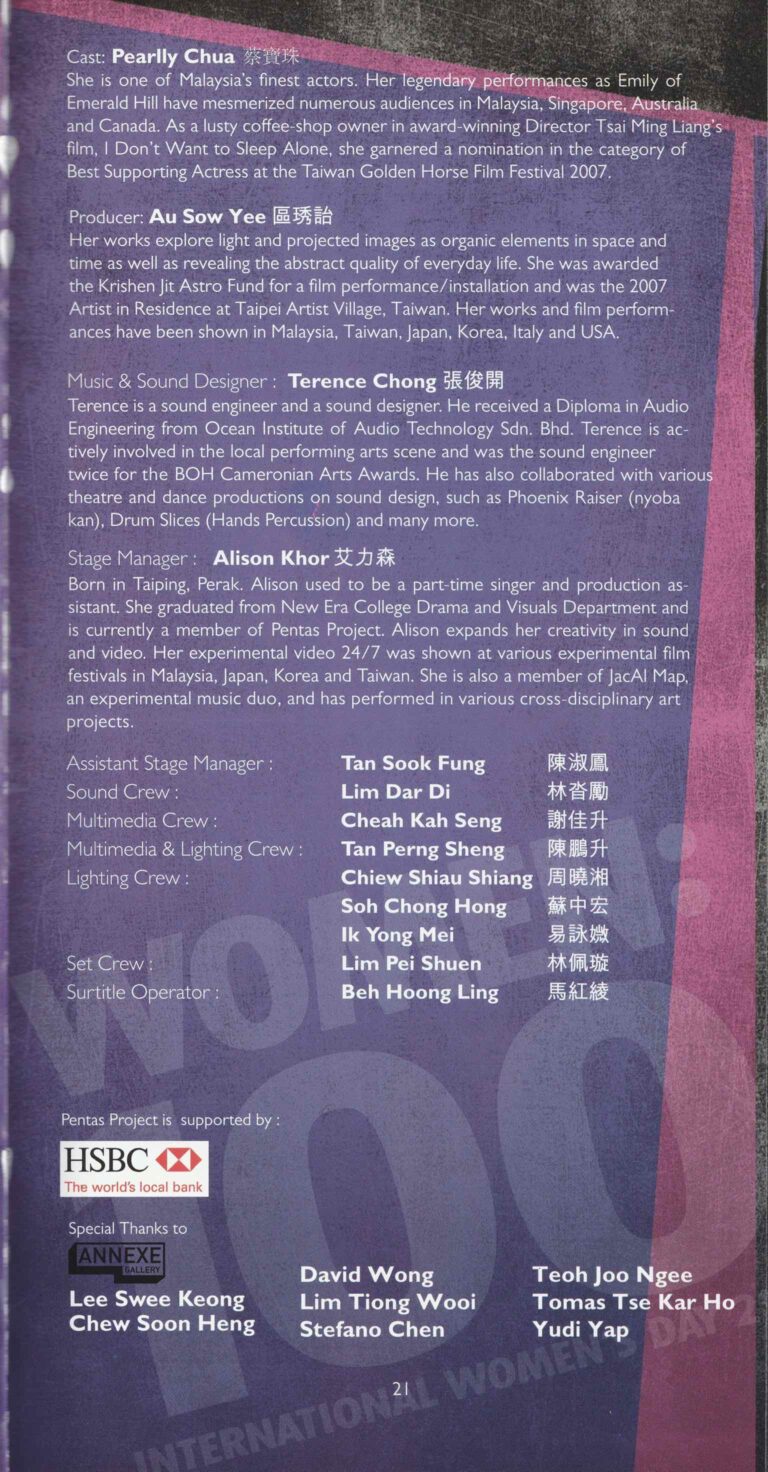 Cast: Pearlly Chua 蔡寶珠
She is one of Malaysia's finest actors. Her legendary performances as Emily of
Emerald Hill have mesmerized numerous audiences in Malaysia, Singapore, Australia
and Canada. As a lusty coffee-shop owner in award-winning Director Tsai Ming Liang's
film, I Don't Want to Sleep Alone, she garnered a nomination in the category of
Best Supporting Actress at the Taiwan Golden Horse Film Festival 2007.
Producer: Au Sow Yee 區琇詒
Her works explore light and projected images as organic elements in space and
time as well as revealing the abstract quality of everyday life. She was awarded
the Krishen Jit Astro Fund for a film performance/installation and was the 2007
Artist in Residence at Taipei Artist Village, Taiwan. Her works and film perform-
ances have been shown in Malaysia, Taiwan, Japan, Korea, Italy and USA.
Music & Sound Designer : Terence Chong 張俊開
Terence is a sound engineer and a sound designer. He received a Diploma in Audio
Engineering from Ocean Institute of Audio Technology Sdn. Bhd. Terence is ac-
tively involved in the local performing arts scene and was the sound engineer
twice for the BOH Cameronian Arts Awards. He has also collaborated with various
theatre and dance productions on sound design, such as Phoenix Raiser (nyoba
kan), Drum Slices (Hands Percussion) and many more.
Stage Manager : Alison Khor 艾力森
Born in Taiping, Perak. Alison used to be a part-time singer and production as-
sistant. She graduated from New Era College Drama and Visuals Department and
is currently a member of Pentas Project. Alison expands her creativity in sound
and video. Her experimental video 24/7 was shown at various experimental film
festivals in Malaysia, Japan, Korea and Taiwan. She is also a member of JacAl Map,
an experimental music duo, and has performed in various cross-disciplinary art
projects.
Assistant Stage Manager : Tan Sook Fung 陳淑鳳
Sound Crew : Lim Dar Di 林沓勵
Multimedia Crew : Cheah Kah Seng 謝佳升
Multimedia & Lighting Crew : Tan Perng Sheng 陳鵬升
Lighting Crew : Chiew Shiau Shiang 周曉湘
Soh Chong Hong 蘇中宏
Ik Yong Mei 易詠媺
Set Crew : Lim Pei Shuen 林佩璇
Surtitle Operator : Beh Hoong Ling 馬紅綾
WOMEN:
100
Pentas Project is supported by :
HSBC
The world's local bank
Special Thanks to
ANNEXE
GALLERY
Lee Swee Keong
Chew Soon Heng
David Wong
Lim Tiong Wooi
Stefano Chen
Teoh Joo Ngee
Tomas Tse Kar Ho
Yudi Yap
INTERNATIONAL WOMEN'S DAY 2
21